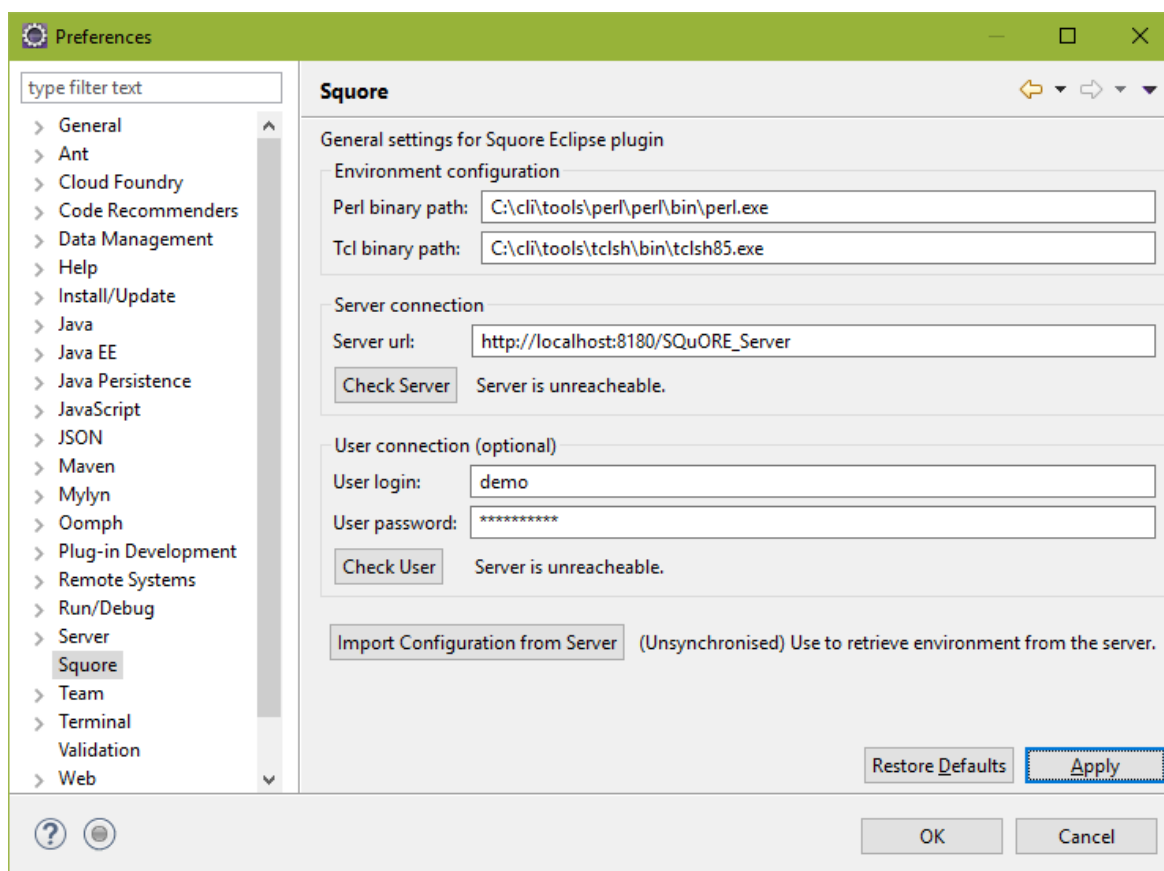 Preferences
type filter text
General
Ant
Cloud Foundry
Code Recommenders
Data Management
Help
Install/Update
Java
Java EE
Java Persistence
JavaScript
JSON
Maven
Mylyn
Oomph
Plug-in Development
Remote Systems
Run/Debug
Server
Squore
Team
Terminal
Validation
Web
Squore
General settings for Squore Eclipse plugin
Environment configuration
Perl binary path: C:\cli\tools\perl\perl\bin\perl.exe
Tcl binary path: C:\cli\tools\tclsh\bin\tclsh85.exe
Server connection
Server url: http://localhost:8180/SQuORE_Server
Check Server Server is unreacheable.
User connection (optional)
User login: demo
User password: **********
Check User Server is unreacheable.
Import Configuration from Server (Unsynchronised) Use to retrieve environment from the server.
Restore Defaults Apply
? OK Cancel